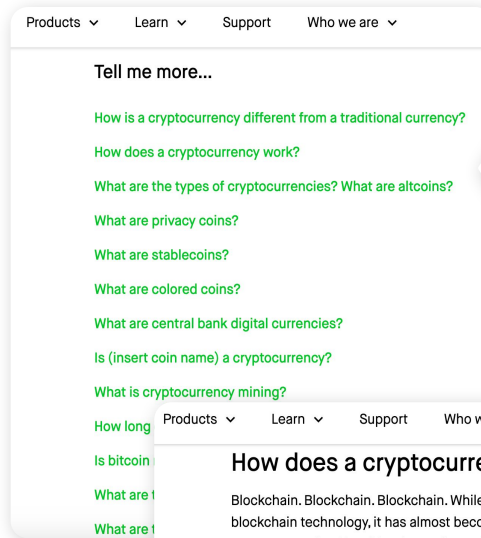 Products Learn Support Who we are
Tell me more...
How is a cryptocurrency different from a traditional currency?
How does a cryptocurrency work?
What are the types of cryptocurrencies? What are altcoins?
What are privacy coins?
What are stablecoins?
What are colored coins?
What are central bank digital currencies?
Is (insert coin name) a cryptocurrency?
What is cryptocurrency mining?
How long
Is bitcoin
What are
What are
Products Learn Support Who
How does a
Blockchain. Blockchain. Blockchain. While
blockchain technology, it has almost